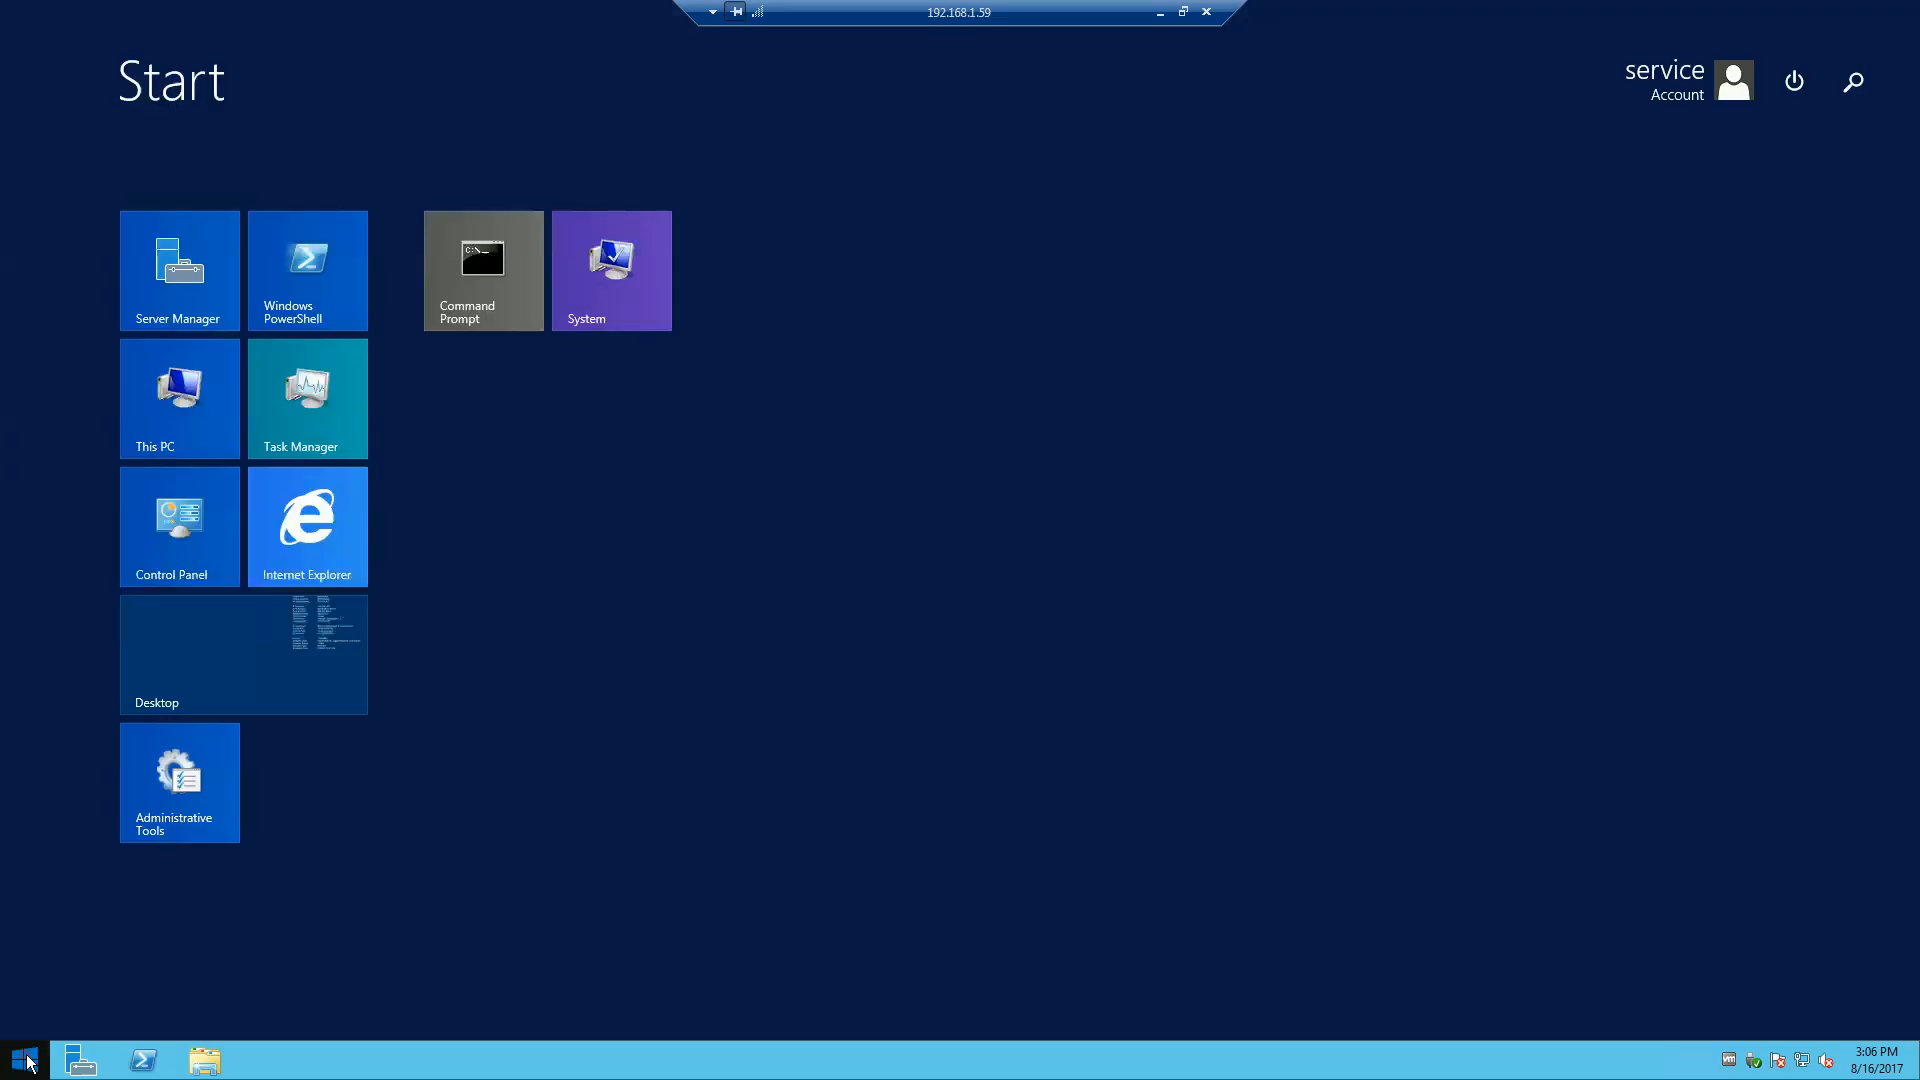 192.168.1.59
Start
service
Account
Server Manager
Windows
PowerShell
C:\._
Command
Prompt
System
This PC
Task Manager
Control Panel
Internet Explorer
Desktop
Administrative
Tools
vm
3:06 PM
8/16/2017